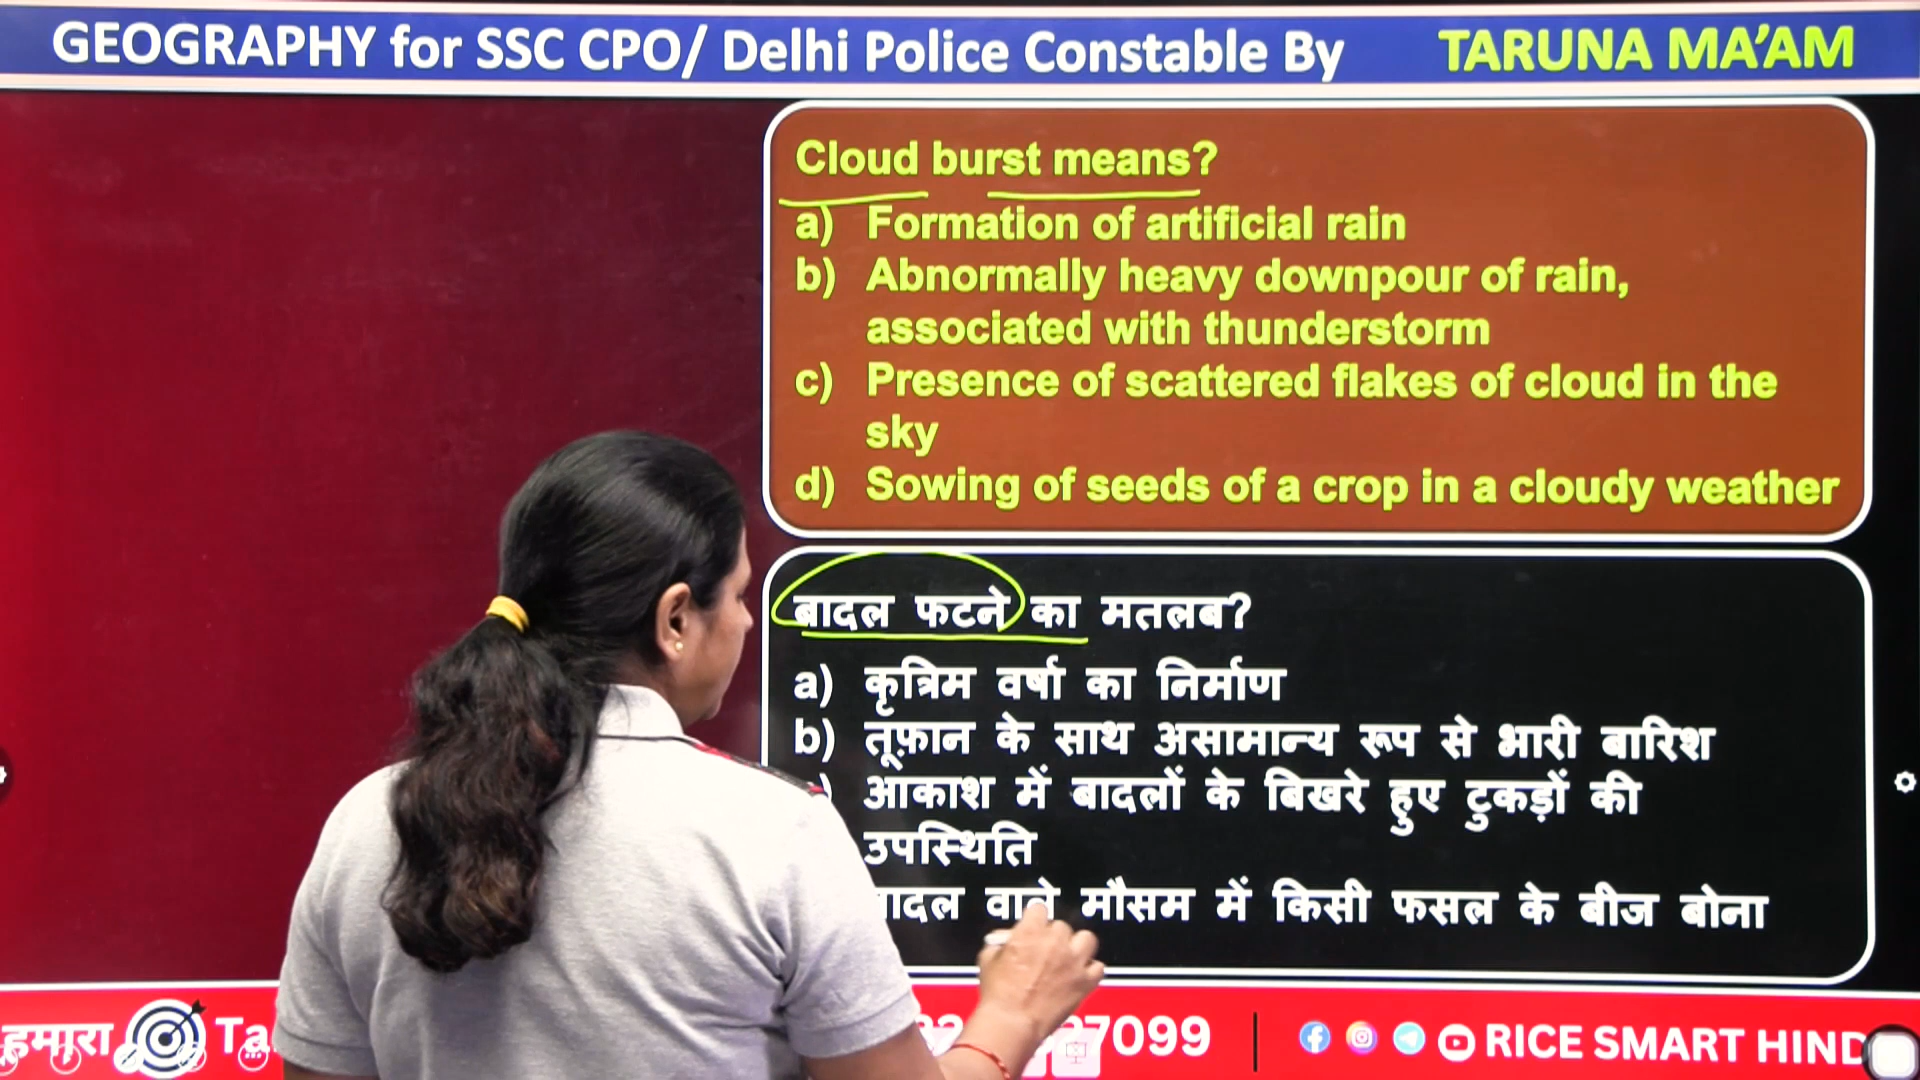 GEOGRAPHY for SSC CPO/ Delhi Police Constable By TARUNA MA'AM
Cloud burst means?
a) Formation of artificial rain
b) Abnormally heavy downpour of rain,
associated with thunderstorm
c) Presence of scattered flakes of cloud in the
sky
d) Sowing of seeds of a crop in a cloudy weather
बादल फटने का मतलब?
a) कृत्रिम वर्षा का निर्माण
b) तूफ़ान के साथ असामान्य रूप से भारी बारिश
) आकाश में बादलों के बिखरे हुए टुकड़ों की
उपस्थिति
वाले मौसम में किसी फसल के बीज बोना
हमारा 7099 | RICE SMART HIND